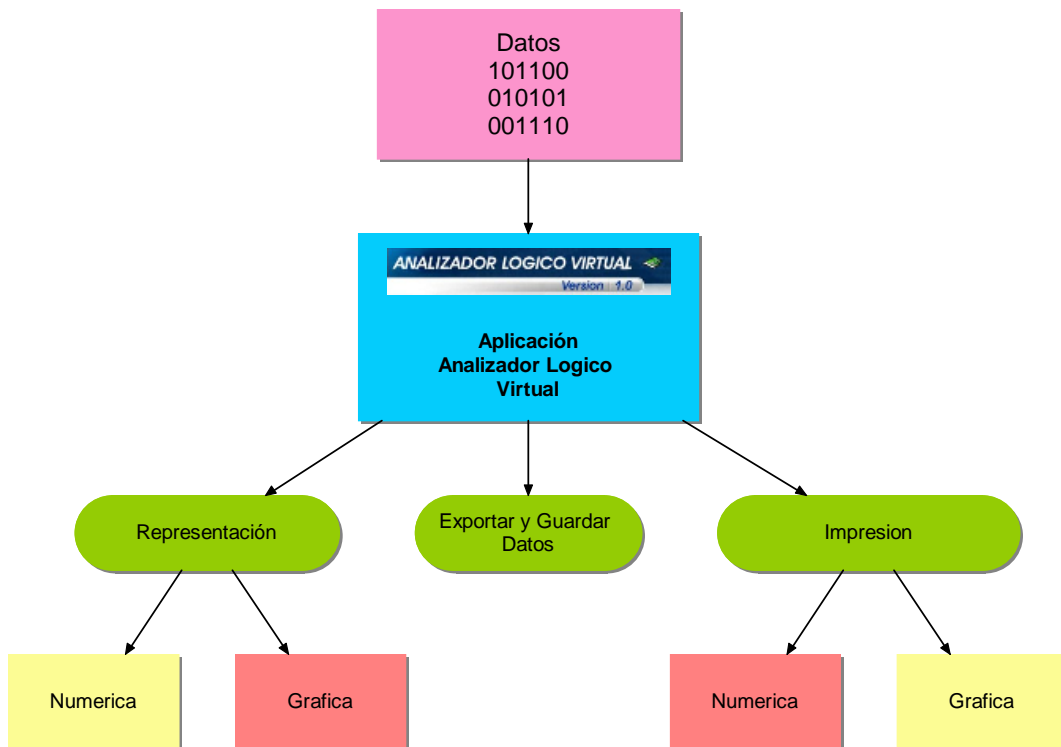 Datos
101100
010101
001110
ANALIZADOR LOGICO VIRTUAL
Version 1.0
Aplicación
Analizador Logico
Virtual
Representación
Exportar y Guardar
Datos
Impresion
Numerica
Grafica
Numerica
Grafica